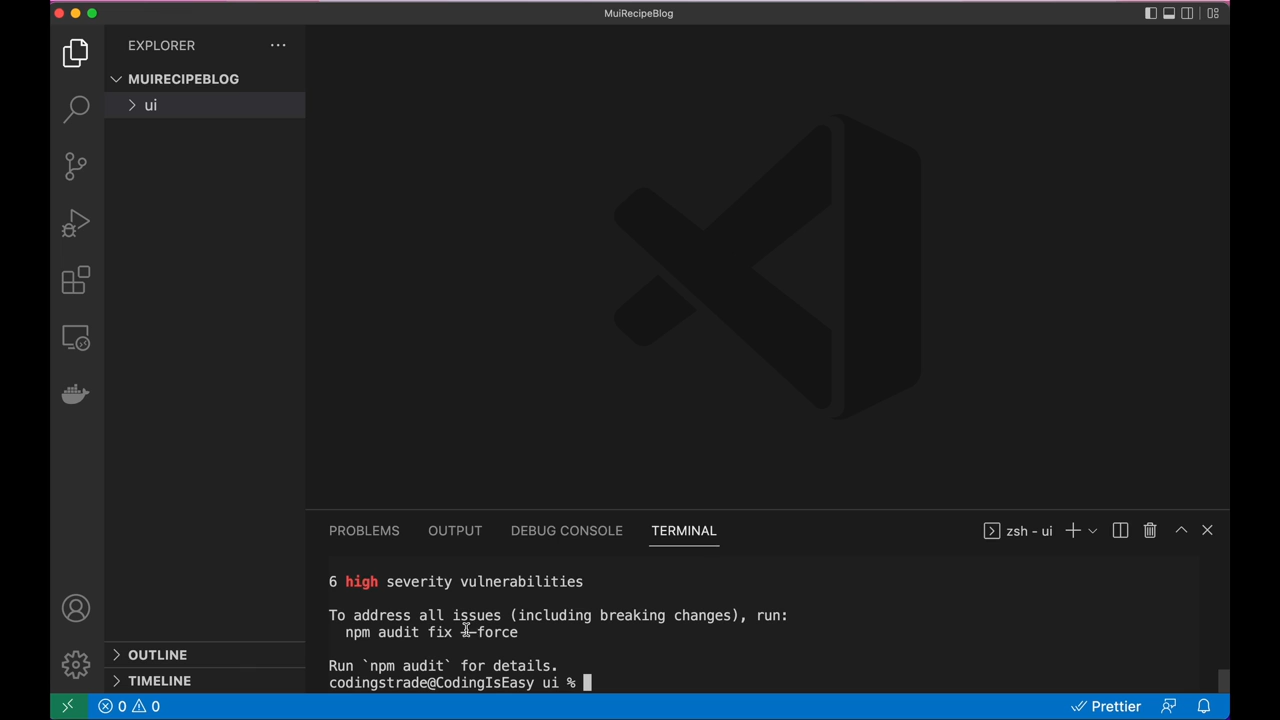 MuiRecipeBlog
EXPLORER
MUIRECIPEBLOG
ui
OUTLINE
TIMELINE
PROBLEMS OUTPUT DEBUG CONSOLE TERMINAL
zsh - ui
6 high severity vulnerabilities
To address all issues (including breaking changes), run:
npm audit fix --force
Run `npm audit` for details.
codingstrade@CodingIsEasy ui %
0 0
Prettier